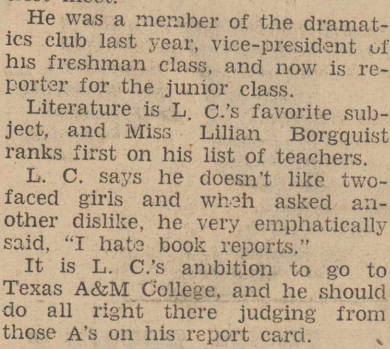 He was a member of the dramat-
ics club last year, vice-president of
his freshman class, and now is re-
porter for the junior class.
Literature is L. C.'s favorite sub-
ject, and Miss Lilian Borgquist
ranks first on his list of teachers.
L. C. says he doesn't like two-
faced girls and wheh asked an-
other dislike, he very emphatically
said, "I hate book reports."
It is L. C.'s ambition to go to
Texas A&M College, and he should
do all right there judging from
those A's on his report card.